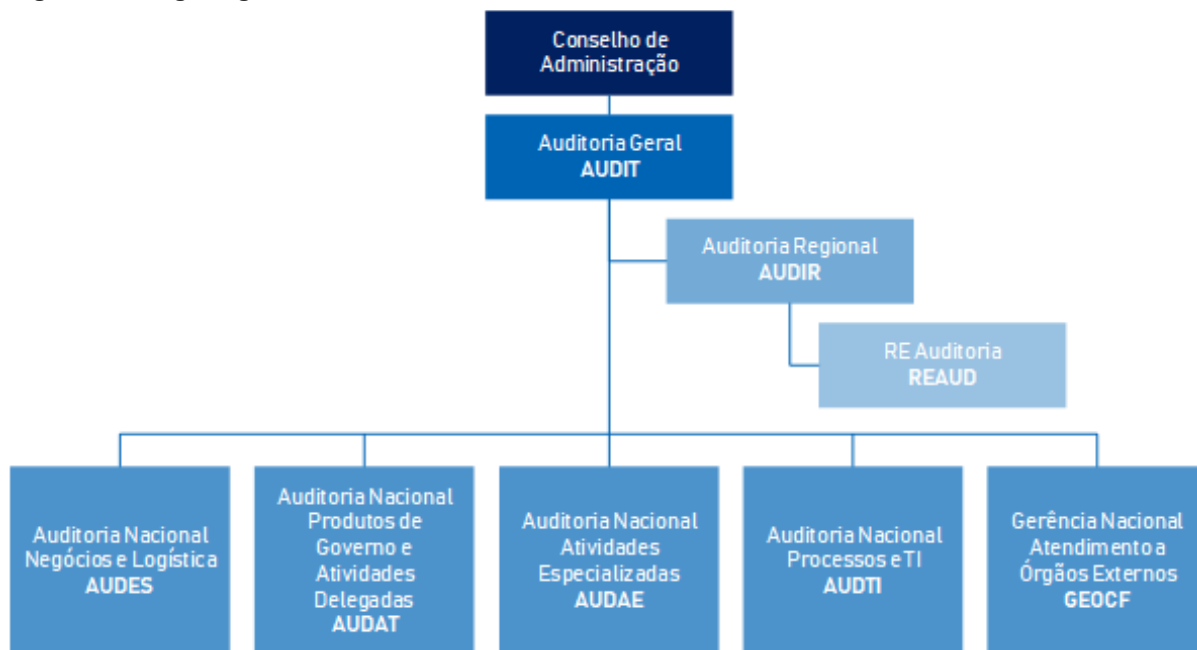 Conselho de
Administração
Auditoria Geral
AUDIT
Auditoria Regional
AUDIR
RE Auditoria
REAUD
Auditoria Nacional
Negócios e Logística
AUDES
Auditoria Nacional
Produtos de
Governo e
Atividades
Delegadas
AUDAT
Auditoria Nacional
Atividades
Especializadas
AUDAE
Auditoria Nacional
Processos e TI
AUDTI
Gerência Nacional
Atendimento a
Órgãos Externos
GEOCF